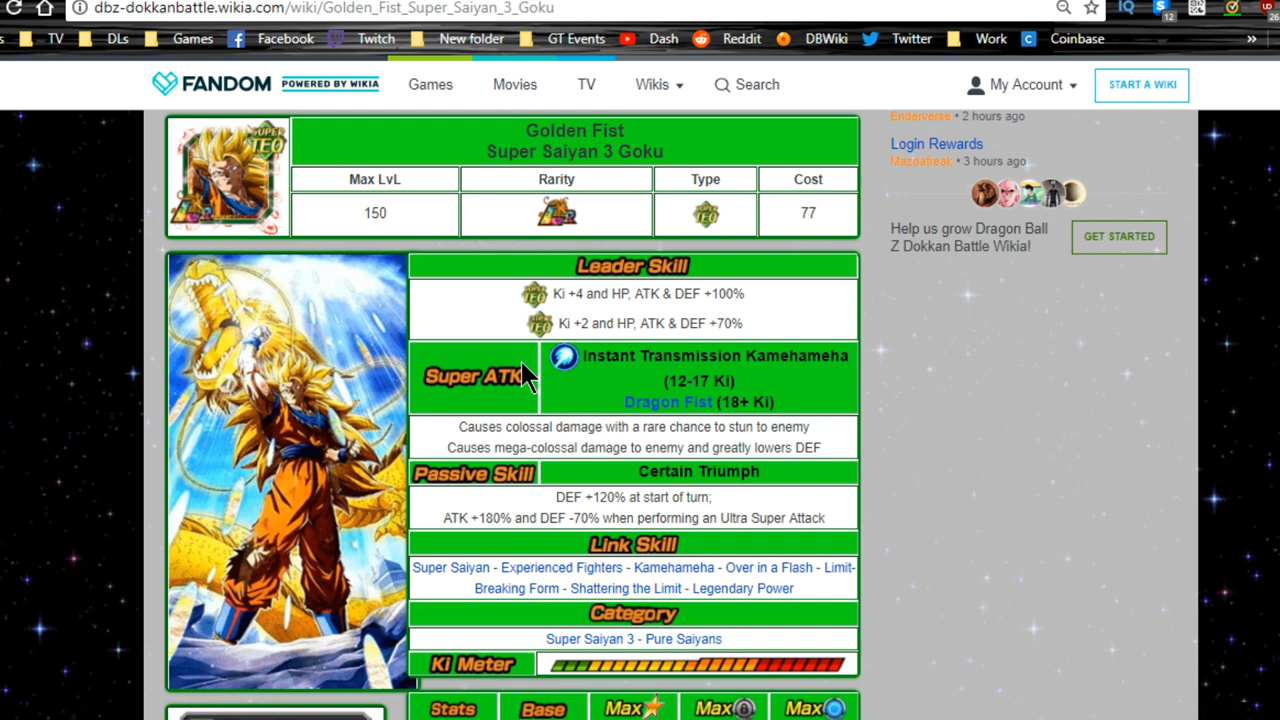 dbz-dokkanbattle.wikia.com/wiki/Golden_Fist_Super_Saiyan_3_Goku
TV DLs Games Facebook Twitch New folder GT Events Dash Reddit DBWiki Twitter Work Coinbase »
FANDOM POWERED BY WIKIA Games Movies TV Wikis Search My Account START A WIKI
Enderverse • 2 hours ago
Login Rewards
Mazdafreak • 3 hours ago
Help us grow Dragon Ball
Z Dokkan Battle Wikia!
GET STARTED
Golden Fist
Super Saiyan 3 Goku
SUPER TEQ
Max LvL Rarity Type Cost
150 LR SUPER TEQ 77
Leader Skill
Ki +4 and HP, ATK & DEF +100%
Ki +2 and HP, ATK & DEF +70%
Super ATK
Instant Transmission Kamehameha
(12-17 Ki)
Dragon Fist (18+ Ki)
Causes colossal damage with a rare chance to stun to enemy
Causes mega-colossal damage to enemy and greatly lowers DEF
Passive Skill Certain Triumph
DEF +120% at start of turn;
ATK +180% and DEF -70% when performing an Ultra Super Attack
Link Skill
Super Saiyan - Experienced Fighters - Kamehameha - Over in a Flash - Limit-
Breaking Form - Shattering the Limit - Legendary Power
Category
Super Saiyan 3 - Pure Saiyans
Ki Meter
Stats Base Max Max Max